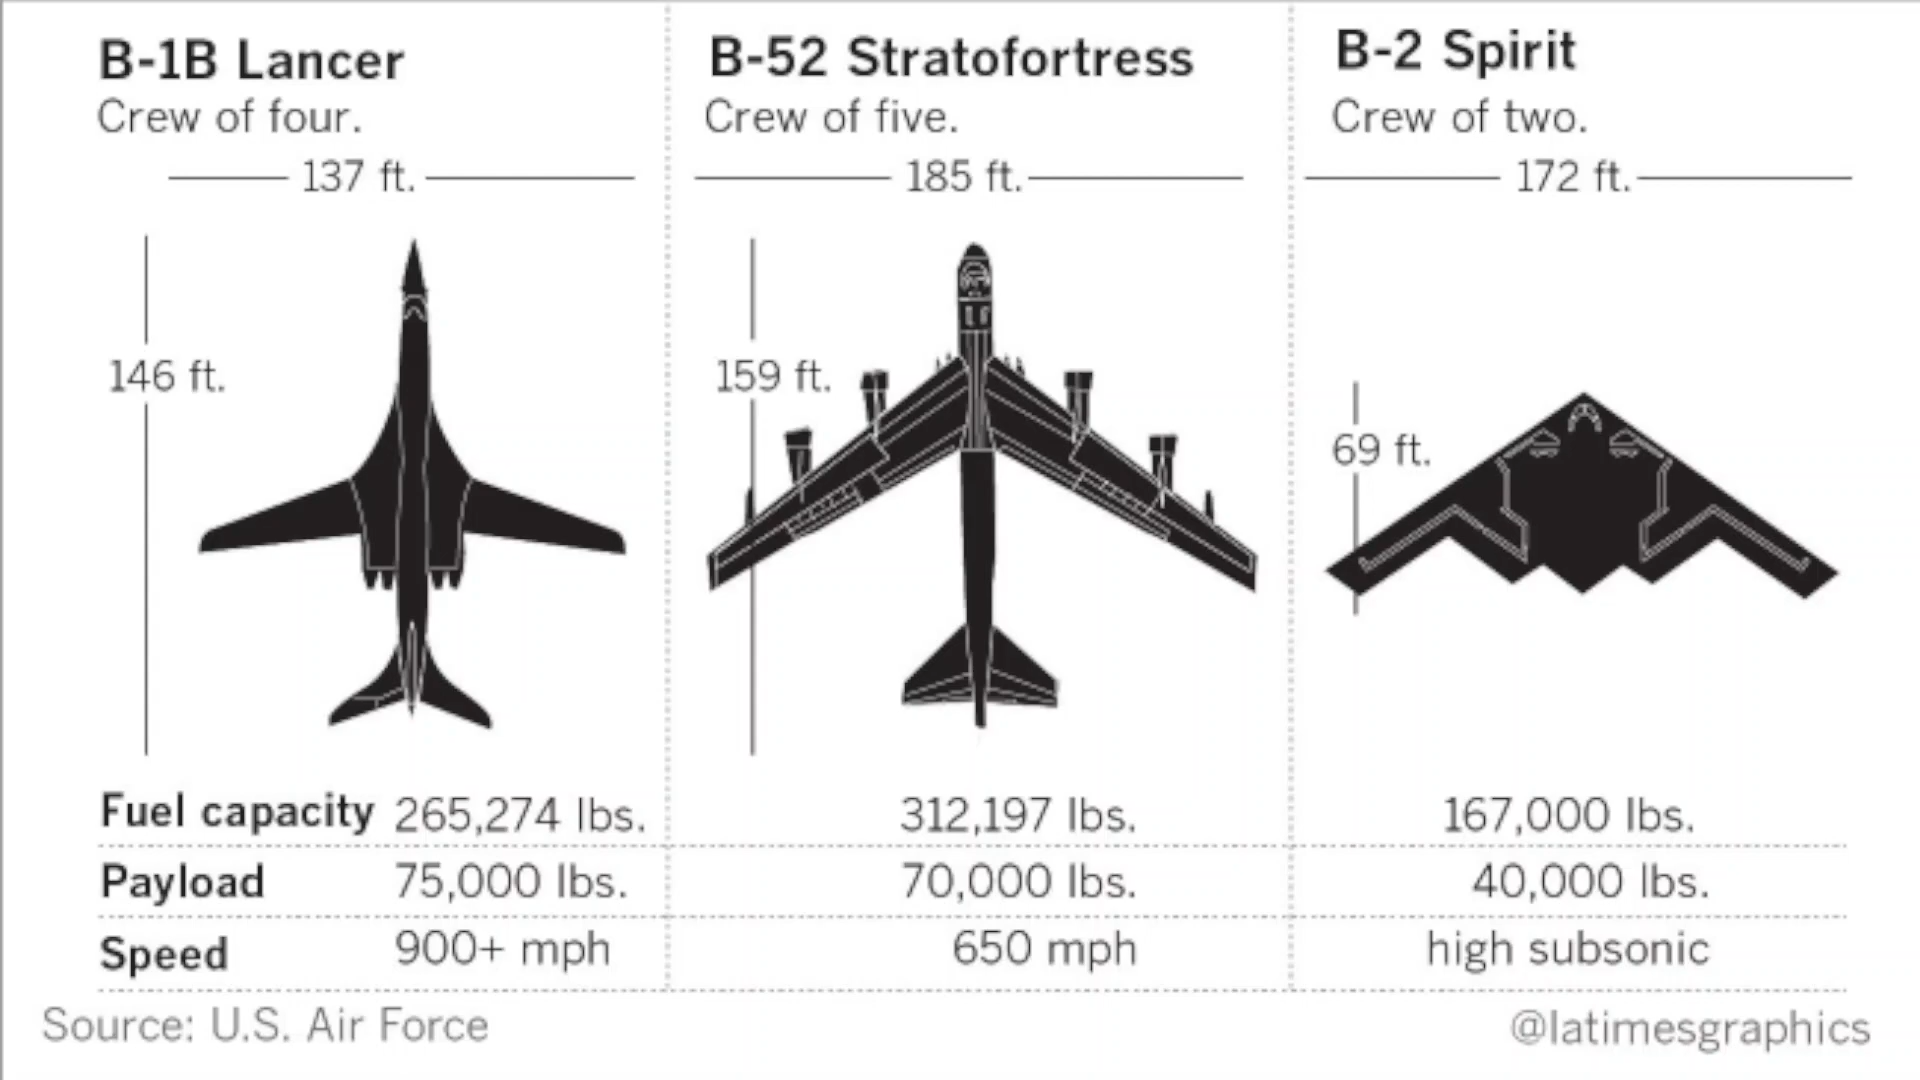 B-1B Lancer
Crew of four.
137 ft.
146 ft.
B-52 Stratofortress
Crew of five.
185 ft.
159 ft.
B-2 Spirit
Crew of two.
172 ft.
69 ft.
Fuel capacity 265,274 lbs. 312,197 lbs. 167,000 lbs.
Payload 75,000 lbs. 70,000 lbs. 40,000 lbs.
Speed 900+ mph 650 mph high subsonic
Source: U.S. Air Force @latimesgraphics